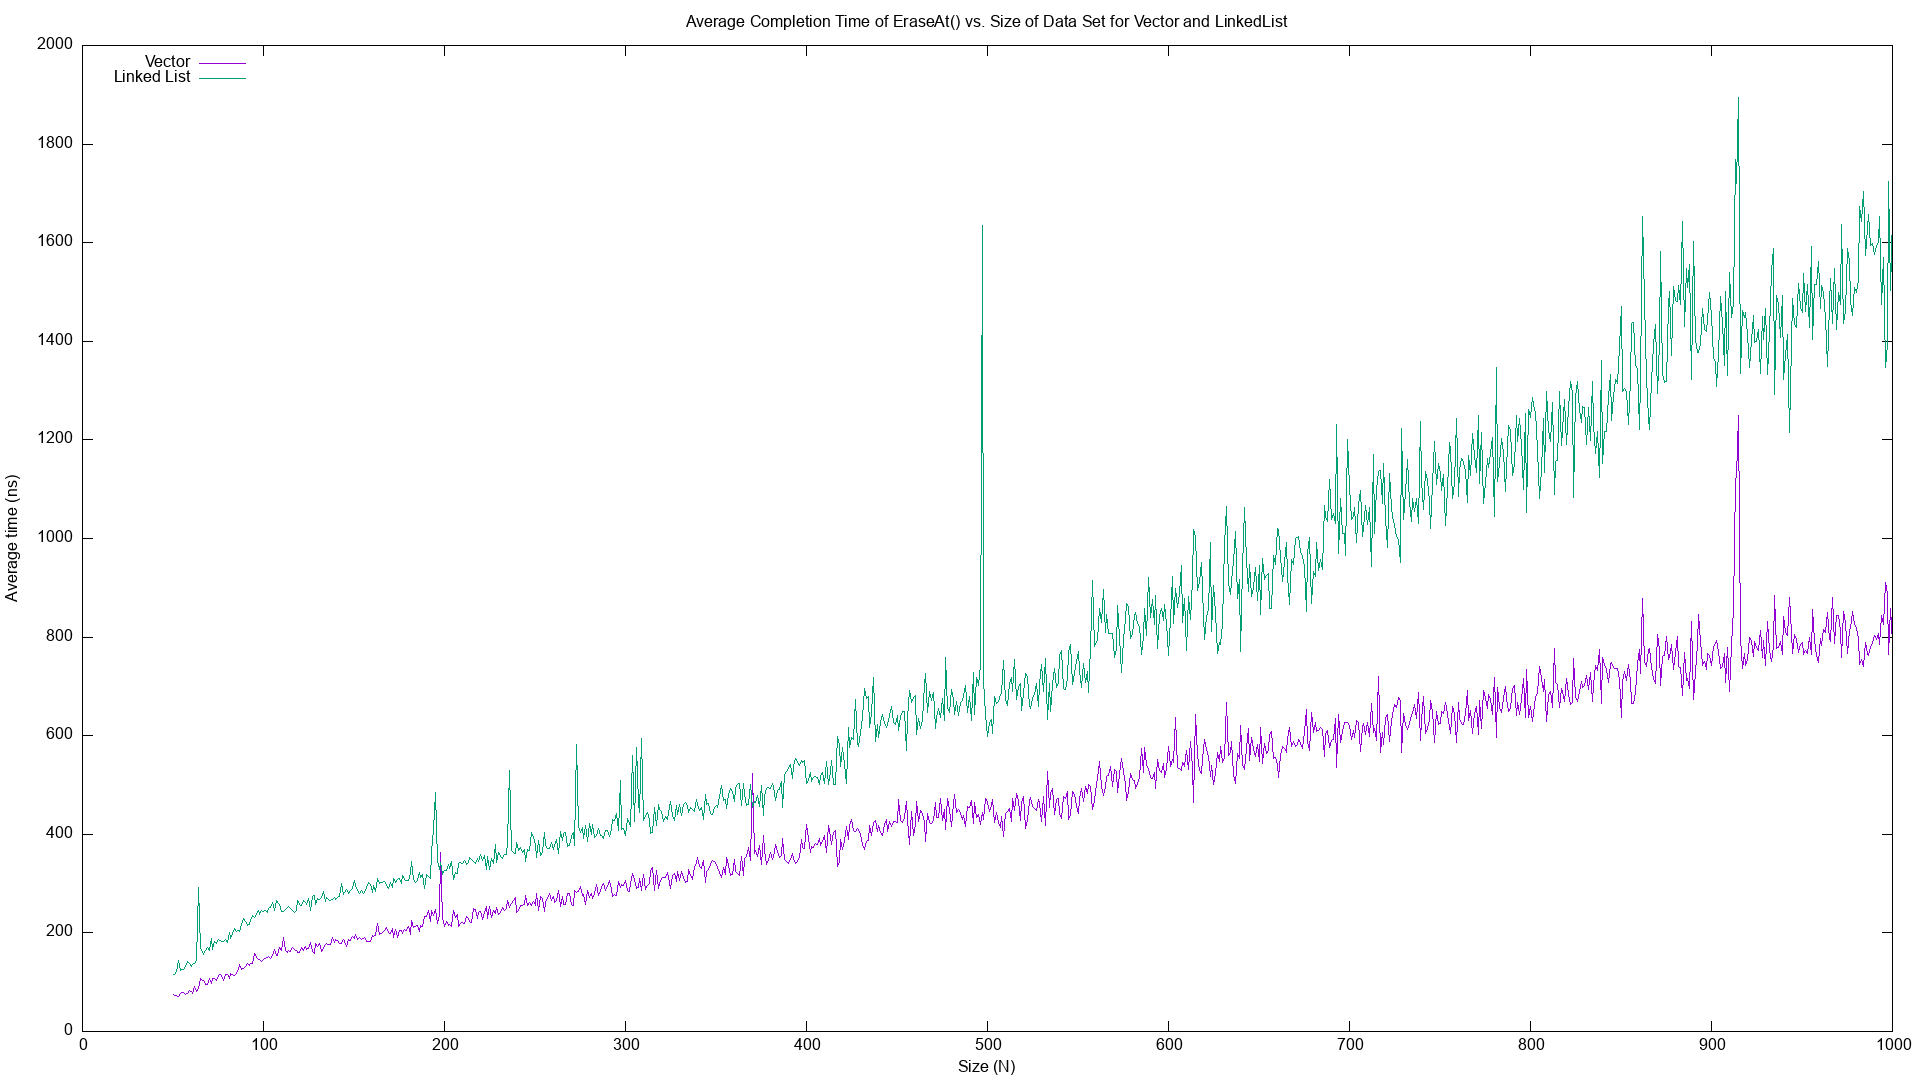 Average Completion Time of EraseAt() vs. Size of Data Set for Vector and LinkedList
Vector
Linked List
2000
1800
1600
1400
1200
1000
800
600
400
200
0
Average time (ns)
0 100 200 300 400 500 600 700 800 900 1000
Size (N)